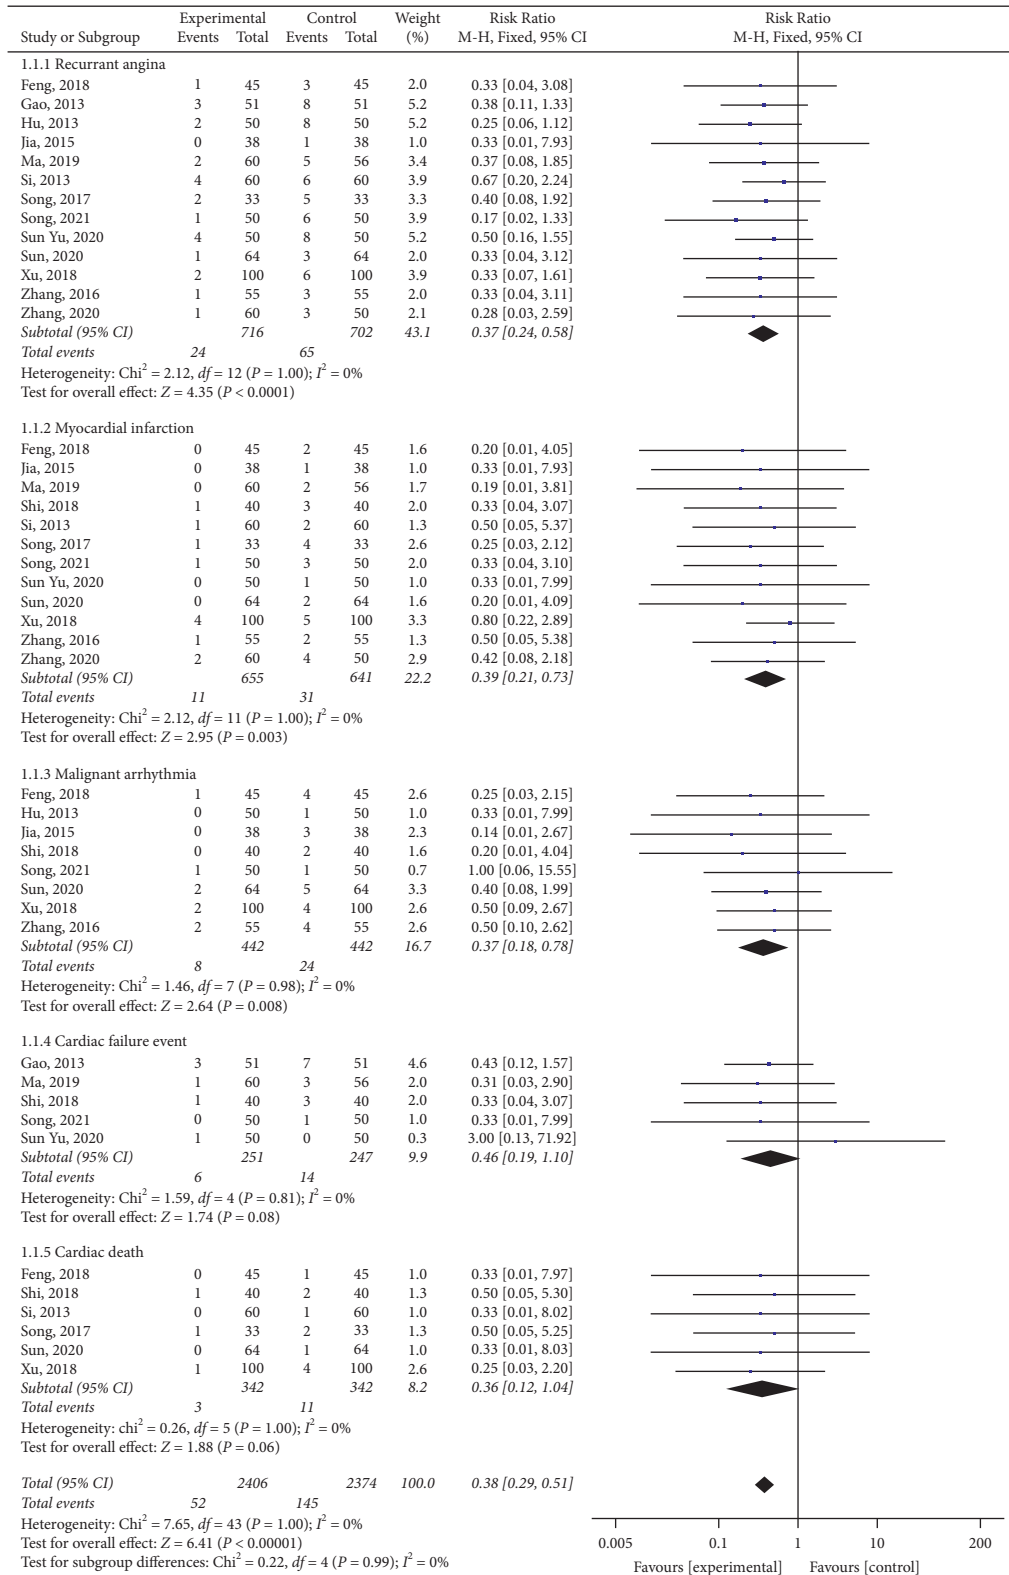 Experimental Control Weight Risk Ratio Risk Ratio
Study or Subgroup Events Total Events Total (%) M-H, Fixed, 95% CI M-H, Fixed, 95% CI
1.1.1 Recurrant angina
Feng, 2018 1 45 3 45 2.0 0.33 [0.04, 3.08]
Gao, 2013 3 51 8 51 5.2 0.38 [0.11, 1.33]
Hu, 2013 2 50 8 50 5.2 0.25 [0.06, 1.12]
Jia, 2015 0 38 1 38 1.0 0.33 [0.01, 7.93]
Ma, 2019 2 60 5 56 3.4 0.37 [0.08, 1.85]
Si, 2013 4 60 6 60 3.9 0.67 [0.20, 2.24]
Song, 2017 2 33 5 33 3.3 0.40 [0.08, 1.92]
Song, 2021 1 50 6 50 3.9 0.17 [0.02, 1.33]
Sun Yu, 2020 4 50 8 50 5.2 0.50 [0.16, 1.55]
Sun, 2020 1 64 3 64 2.0 0.33 [0.04, 3.12]
Xu, 2018 2 100 6 100 3.9 0.33 [0.07, 1.61]
Zhang, 2016 1 55 3 55 2.0 0.33 [0.04, 3.11]
Zhang, 2020 1 60 3 50 2.1 0.28 [0.03, 2.59]
Subtotal (95% CI) 716 702 43.1 0.37 [0.24, 0.58]
Total events 24 65
Heterogeneity: Chi² = 2.12, df = 12 (P = 1.00); I² = 0%
Test for overall effect: Z = 4.35 (P < 0.0001)
1.1.2 Myocardial infarction
Feng, 2018 0 45 2 45 1.6 0.20 [0.01, 4.05]
Jia, 2015 0 38 1 38 1.0 0.33 [0.01, 7.93]
Ma, 2019 0 60 2 56 1.7 0.19 [0.01, 3.81]
Shi, 2018 1 40 3 40 2.0 0.33 [0.04, 3.07]
Si, 2013 1 60 2 60 1.3 0.50 [0.05, 5.37]
Song, 2017 1 33 4 33 2.6 0.25 [0.03, 2.12]
Song, 2021 1 50 3 50 2.0 0.33 [0.04, 3.10]
Sun Yu, 2020 0 50 1 50 1.0 0.33 [0.01, 7.99]
Sun, 2020 0 64 2 64 1.6 0.20 [0.01, 4.09]
Xu, 2018 4 100 5 100 3.3 0.80 [0.22, 2.89]
Zhang, 2016 1 55 2 55 1.3 0.50 [0.05, 5.38]
Zhang, 2020 2 60 4 50 2.9 0.42 [0.08, 2.18]
Subtotal (95% CI) 655 641 22.2 0.39 [0.21, 0.73]
Total events 11 31
Heterogeneity: Chi² = 2.12, df = 11 (P = 1.00); I² = 0%
Test for overall effect: Z = 2.95 (P = 0.003)
1.1.3 Malignant arrhythmia
Feng, 2018 1 45 4 45 2.6 0.25 [0.03, 2.15]
Hu, 2013 0 50 1 50 1.0 0.33 [0.01, 7.99]
Jia, 2015 0 38 3 38 2.3 0.14 [0.01, 2.67]
Shi, 2018 0 40 2 40 1.6 0.20 [0.01, 4.04]
Song, 2021 1 50 1 50 0.7 1.00 [0.06, 15.55]
Sun, 2020 2 64 5 64 3.3 0.40 [0.08, 1.99]
Xu, 2018 2 100 4 100 2.6 0.50 [0.09, 2.67]
Zhang, 2016 2 55 4 55 2.6 0.50 [0.10, 2.62]
Subtotal (95% CI) 442 442 16.7 0.37 [0.18, 0.78]
Total events 8 24
Heterogeneity: Chi² = 1.46, df = 7 (P = 0.98); I² = 0%
Test for overall effect: Z = 2.64 (P = 0.008)
1.1.4 Cardiac failure event
Gao, 2013 3 51 7 51 4.6 0.43 [0.12, 1.57]
Ma, 2019 1 60 3 56 2.0 0.31 [0.03, 2.90]
Shi, 2018 1 40 3 40 2.0 0.33 [0.04, 3.07]
Song, 2021 0 50 1 50 1.0 0.33 [0.01, 7.99]
Sun Yu, 2020 1 50 0 50 0.3 3.00 [0.13, 71.92]
Subtotal (95% CI) 251 247 9.9 0.46 [0.19, 1.10]
Total events 6 14
Heterogeneity: Chi² = 1.59, df = 4 (P = 0.81); I² = 0%
Test for overall effect: Z = 1.74 (P = 0.08)
1.1.5 Cardiac death
Feng, 2018 0 45 1 45 1.0 0.33 [0.01, 7.97]
Shi, 2018 1 40 2 40 1.3 0.50 [0.05, 5.30]
Si, 2013 0 60 1 60 1.0 0.33 [0.01, 8.02]
Song, 2017 1 33 2 33 1.3 0.50 [0.05, 5.25]
Sun, 2020 0 64 1 64 1.0 0.33 [0.01, 8.03]
Xu, 2018 1 100 4 100 2.6 0.25 [0.03, 2.20]
Subtotal (95% CI) 342 342 8.2 0.36 [0.12, 1.04]
Total events 3 11
Heterogeneity: chi² = 0.26, df = 5 (P = 1.00); I² = 0%
Test for overall effect: Z = 1.88 (P = 0.06)
Total (95% CI) 2406 2374 100.0 0.38 [0.29, 0.51]
Total events 52 145
Heterogeneity: Chi² = 7.65, df = 43 (P = 1.00); I² = 0%
Test for overall effect: Z = 6.41 (P < 0.00001)
Test for subgroup differences: Chi² = 0.22, df = 4 (P = 0.99); I² = 0%
0.005 0.1 1 10 200
Favours [experimental] Favours [control]